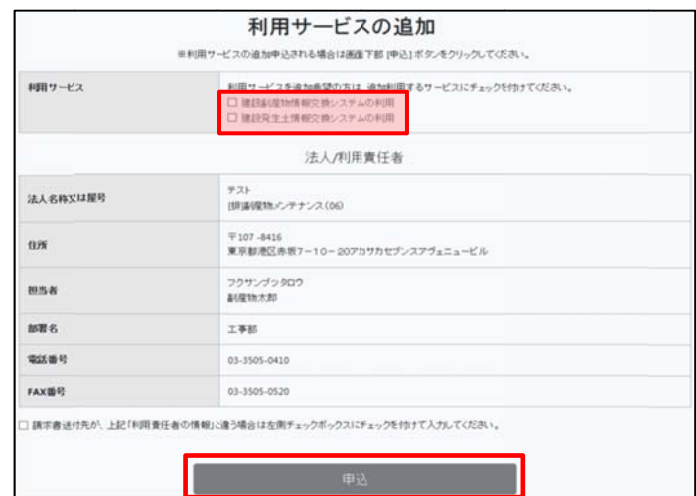 利用サービスの追加
※利用サービスの追加申込される場合は画面下部 [申込] ボタンをクリックしてください。
利用サービス
利用サービスを追加希望の方は、追加利用するサービスにチェックを付けてください。
建設副産物情報交換システムの利用
建設発生土情報交換システムの利用
法人/利用責任者
法人名称又は屋号
テスト
副産物メンテナンス(06)
住所
〒107-8416
東京都港区赤坂7-10-20アカサカセブンスアヴェニュービル
担当者
フクサンブツタロウ
副産物太郎
部署名
工事部
電話番号
03-3505-0410
FAX番号
03-3505-0520
請求書送付先が、上記「利用責任者の情報」と違う場合は左側チェックボックスにチェックを付けて入力してください。
申込